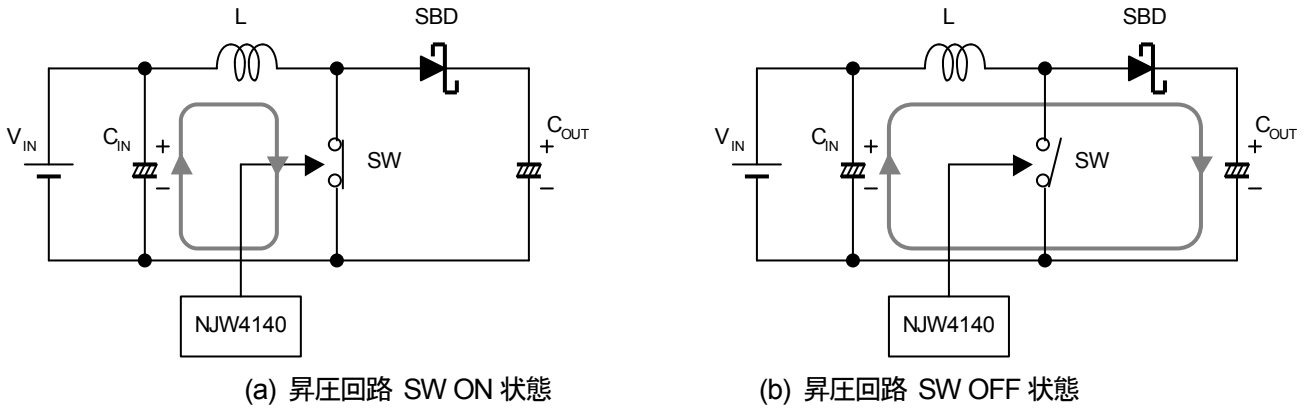 L SBD
V_IN C_IN + − SW C_OUT + −
NJW4140
(a) 昇圧回路 SW ON 状態
L SBD
V_IN C_IN + − SW C_OUT + −
NJW4140
(b) 昇圧回路 SW OFF 状態